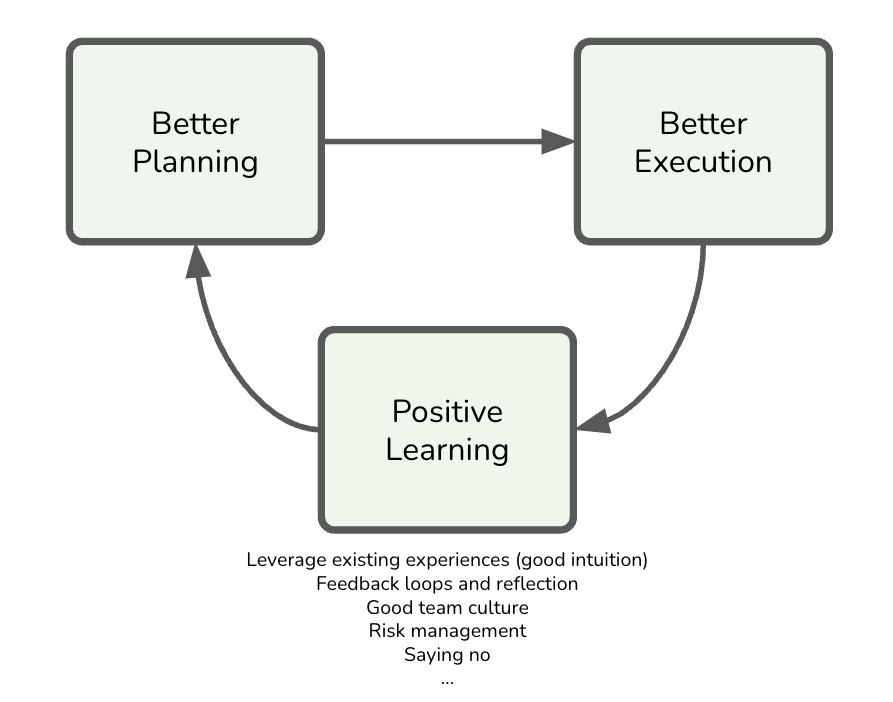 Better
Planning
Better
Execution
Positive
Learning
Leverage existing experiences (good intuition)
Feedback loops and reflection
Good team culture
Risk management
Saying no
...